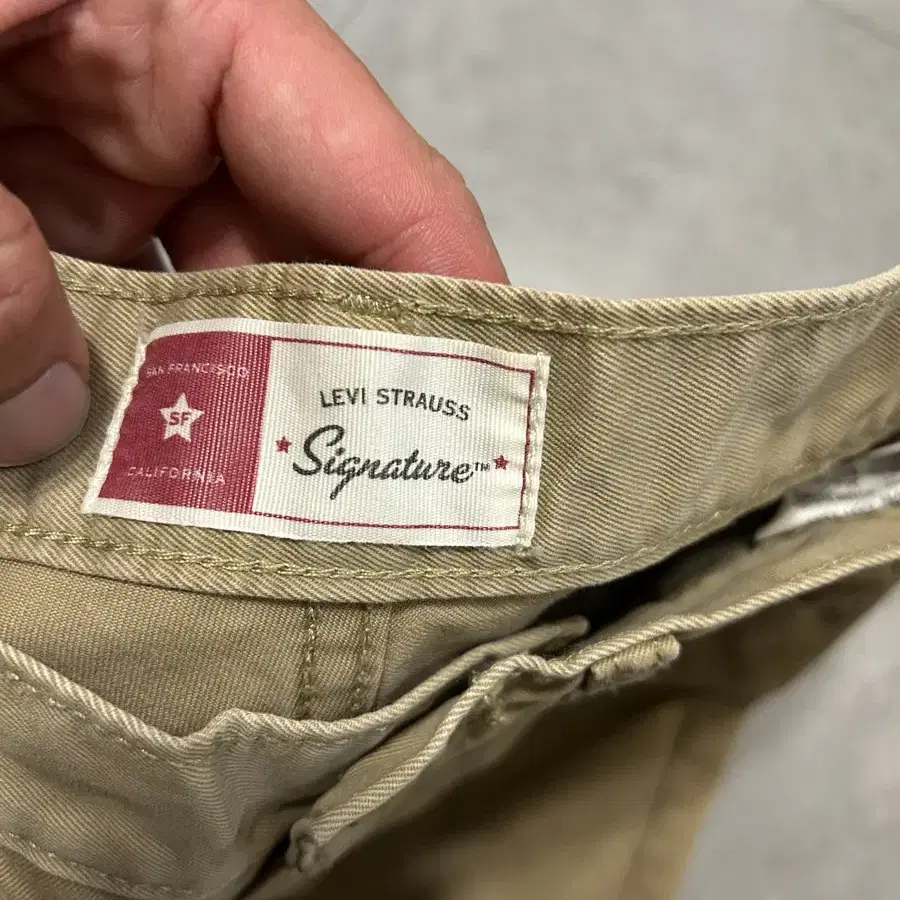 SAN FRANCISCO
SF
CALIFORNIA
LEVI STRAUSS
Signature™